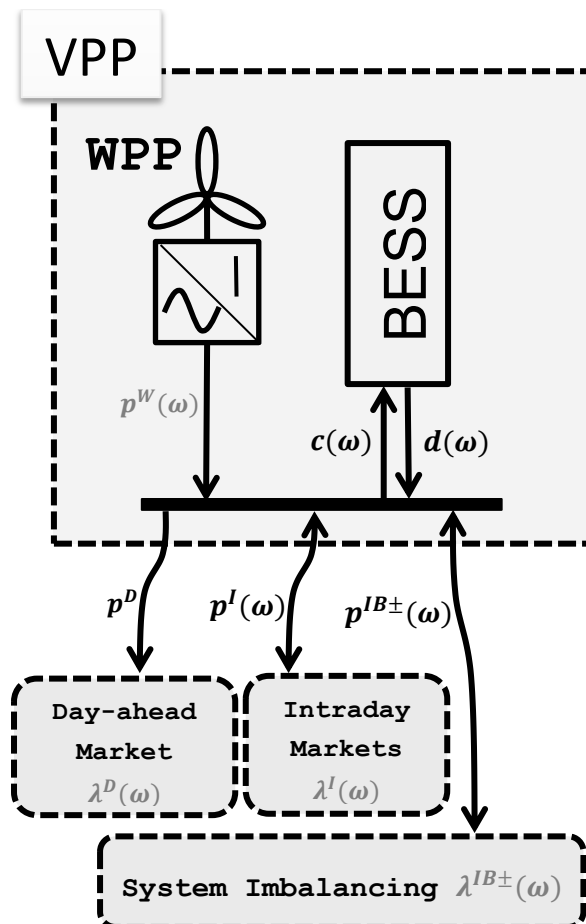 VPP
WPP
BESS
p^W(ω)
c(ω)
d(ω)
p^D
p^I(ω)
p^{IB±}(ω)
Day-ahead
Market
λ^D(ω)
Intraday
Markets
λ^I(ω)
System Imbalancing λ^{IB±}(ω)